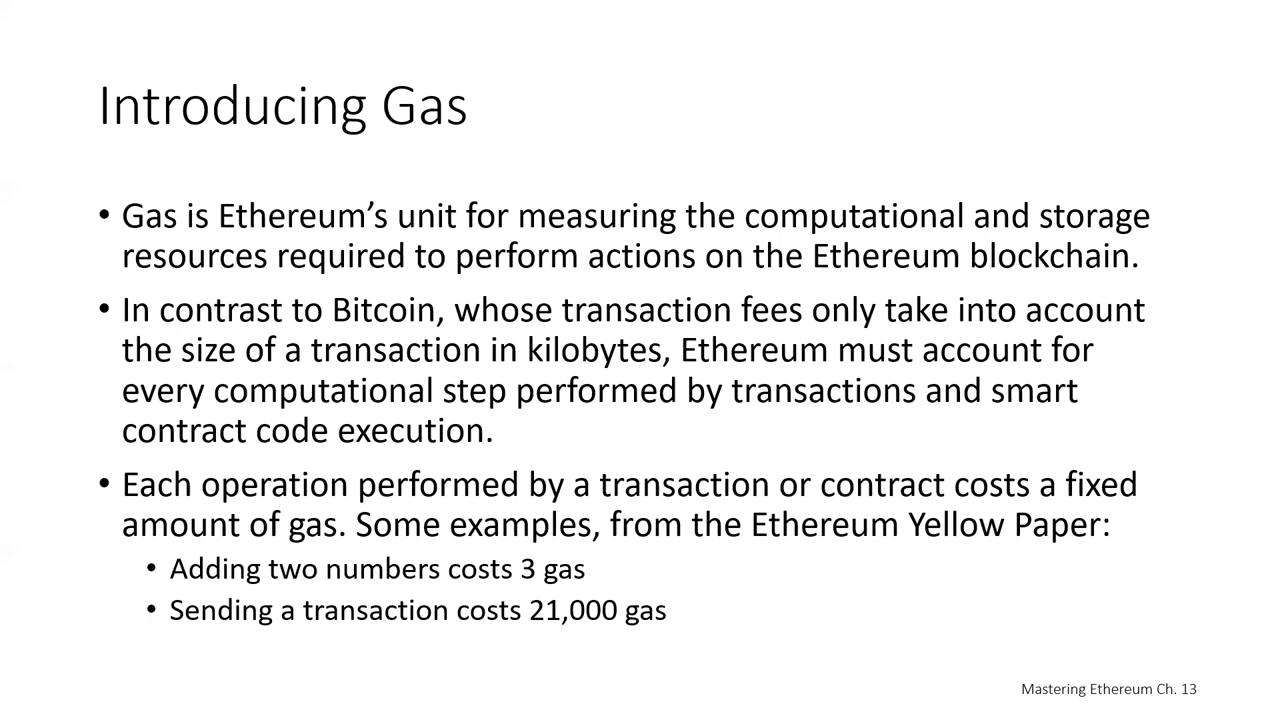 Introducing Gas
• Gas is Ethereum’s unit for measuring the computational and storage
resources required to perform actions on the Ethereum blockchain.
• In contrast to Bitcoin, whose transaction fees only take into account
the size of a transaction in kilobytes, Ethereum must account for
every computational step performed by transactions and smart
contract code execution.
• Each operation performed by a transaction or contract costs a fixed
amount of gas. Some examples, from the Ethereum Yellow Paper:
• Adding two numbers costs 3 gas
• Sending a transaction costs 21,000 gas
Mastering Ethereum Ch. 13